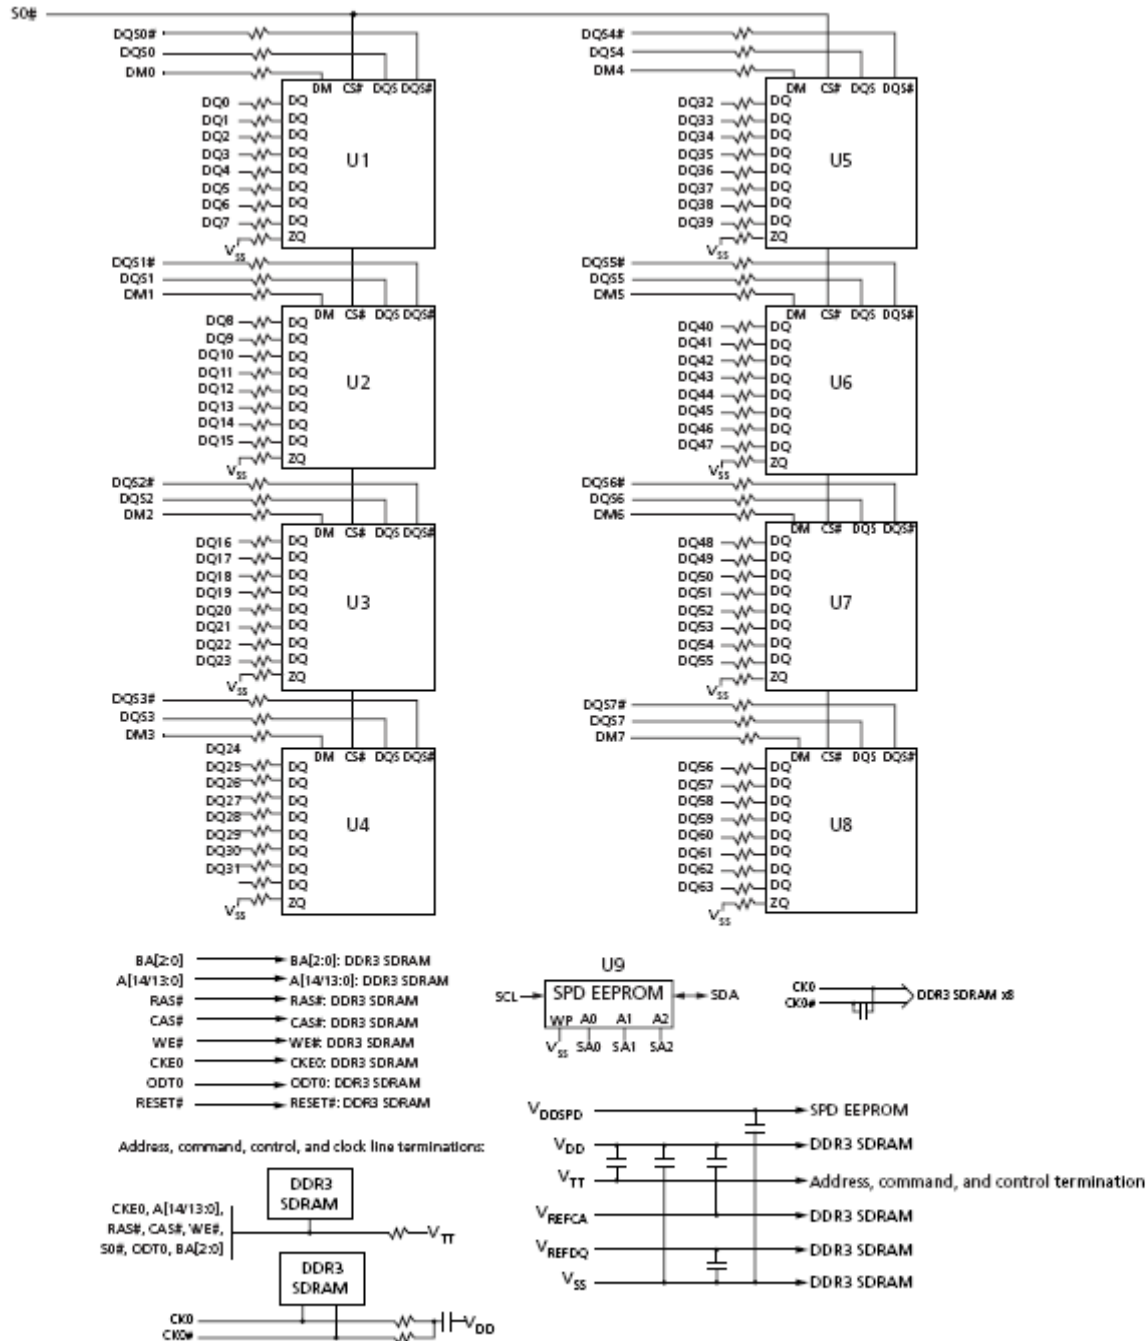 S0#
DQS0#
DQS0
DM0
DM CS# DQS DQS#
DQ0 DQ
DQ1 DQ
DQ2 DQ
DQ3 DQ
DQ4 DQ
DQ5 DQ
DQ6 DQ
DQ7 DQ
VSS ZQ
U1
DQS1#
DQS1
DM1
DM CS# DQS DQS#
DQ8 DQ
DQ9 DQ
DQ10 DQ
DQ11 DQ
DQ12 DQ
DQ13 DQ
DQ14 DQ
DQ15 DQ
VSS ZQ
U2
DQS2#
DQS2
DM2
DM CS# DQS DQS#
DQ16 DQ
DQ17 DQ
DQ18 DQ
DQ19 DQ
DQ20 DQ
DQ21 DQ
DQ22 DQ
DQ23 DQ
VSS ZQ
U3
DQS3#
DQS3
DM3
DM CS# DQS DQS#
DQ24 DQ
DQ25 DQ
DQ26 DQ
DQ27 DQ
DQ28 DQ
DQ29 DQ
DQ30 DQ
DQ31 DQ
VSS ZQ
U4
DQS4#
DQS4
DM4
DM CS# DQS DQS#
DQ32 DQ
DQ33 DQ
DQ34 DQ
DQ35 DQ
DQ36 DQ
DQ37 DQ
DQ38 DQ
DQ39 DQ
VSS ZQ
U5
DQS5#
DQS5
DM5
DM CS# DQS DQS#
DQ40 DQ
DQ41 DQ
DQ42 DQ
DQ43 DQ
DQ44 DQ
DQ45 DQ
DQ46 DQ
DQ47 DQ
VSS ZQ
U6
DQS6#
DQS6
DM6
DM CS# DQS DQS#
DQ48 DQ
DQ49 DQ
DQ50 DQ
DQ51 DQ
DQ52 DQ
DQ53 DQ
DQ54 DQ
DQ55 DQ
VSS ZQ
U7
DQS7#
DQS7
DM7
DM CS# DQS DQS#
DQ56 DQ
DQ57 DQ
DQ58 DQ
DQ59 DQ
DQ60 DQ
DQ61 DQ
DQ62 DQ
DQ63 DQ
VSS ZQ
U8
BA[2:0] BA[2:0]: DDR3 SDRAM
A[14/13:0] A[14/13:0]: DDR3 SDRAM
RAS# RAS#: DDR3 SDRAM
CAS# CAS#: DDR3 SDRAM
WE# WE#: DDR3 SDRAM
CKE0 CKE0: DDR3 SDRAM
ODT0 ODT0: DDR3 SDRAM
RESET# RESET#: DDR3 SDRAM
U9
SCL SPD EEPROM SDA
WP A0 A1 A2
VSS SA0 SA1 SA2
CK0
CK0#
DDR3 SDRAM x8
Address, command, control, and clock line terminations:
DDR3
SDRAM
CKE0, A[14/13:0],
RAS#, CAS#, WE#,
S0#, ODT0, BA[2:0]
VTT
DDR3
SDRAM
CK0
CK0#
VDD
VDDSPD SPD EEPROM
VDD DDR3 SDRAM
VTT Address, command, and control termination
VREFCA DDR3 SDRAM
VREFDQ DDR3 SDRAM
VSS DDR3 SDRAM